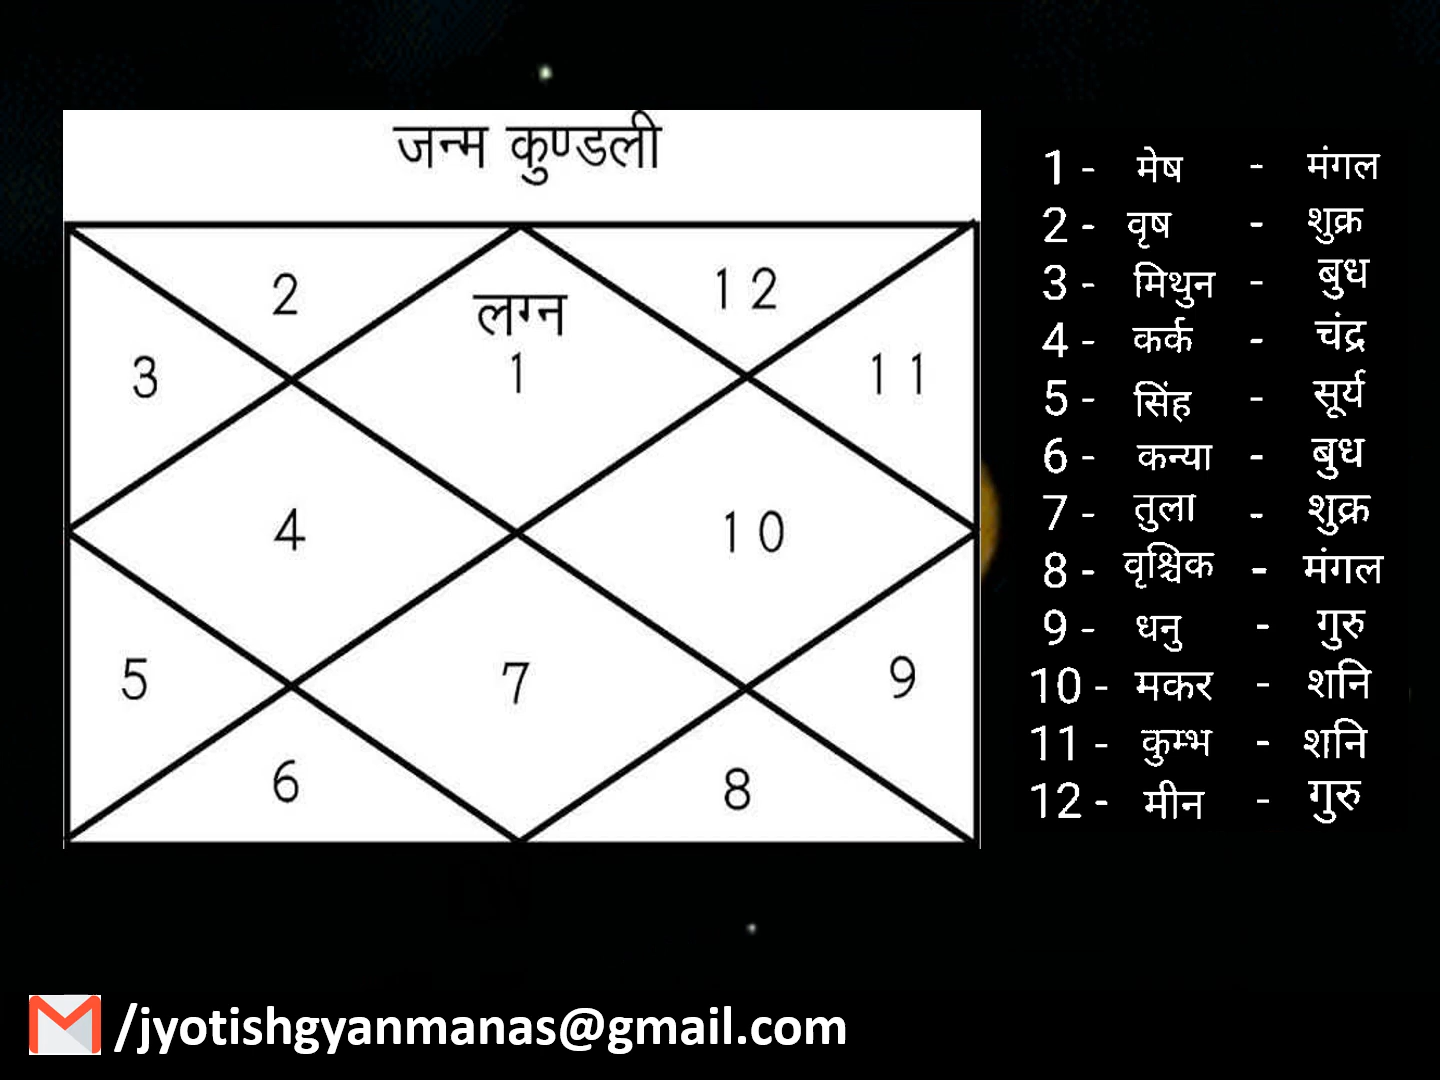 जन्म कुण्डली
2
12
लग्न
3
1
11
4
10
5
7
9
6
8
1 - मेष - मंगल
2 - वृष - शुक्र
3 - मिथुन - बुध
4 - कर्क - चंद्र
5 - सिंह - सूर्य
6 - कन्या - बुध
7 - तुला - शुक्र
8 - वृश्चिक - मंगल
9 - धनु - गुरु
10 - मकर - शनि
11 - कुम्भ - शनि
12 - मीन - गुरु
/jyotishgyanmanas@gmail.com